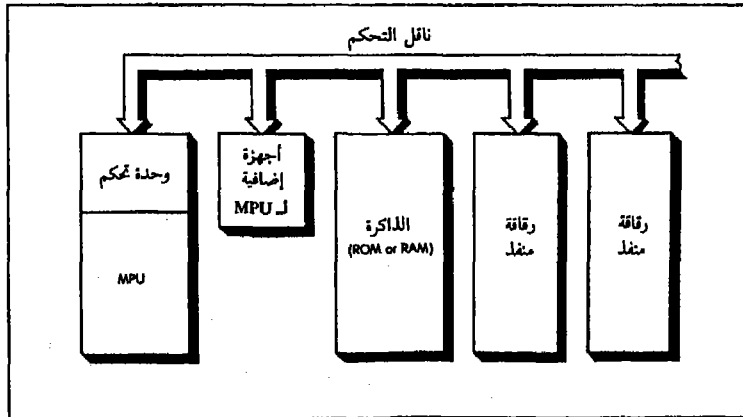 ناقل التحكم
وحدة تحكم
MPU
أجهزة
إضافية
لـ MPU
الذاكرة
(ROM or RAM)
رقاقة
منفذ
رقاقة
منفذ